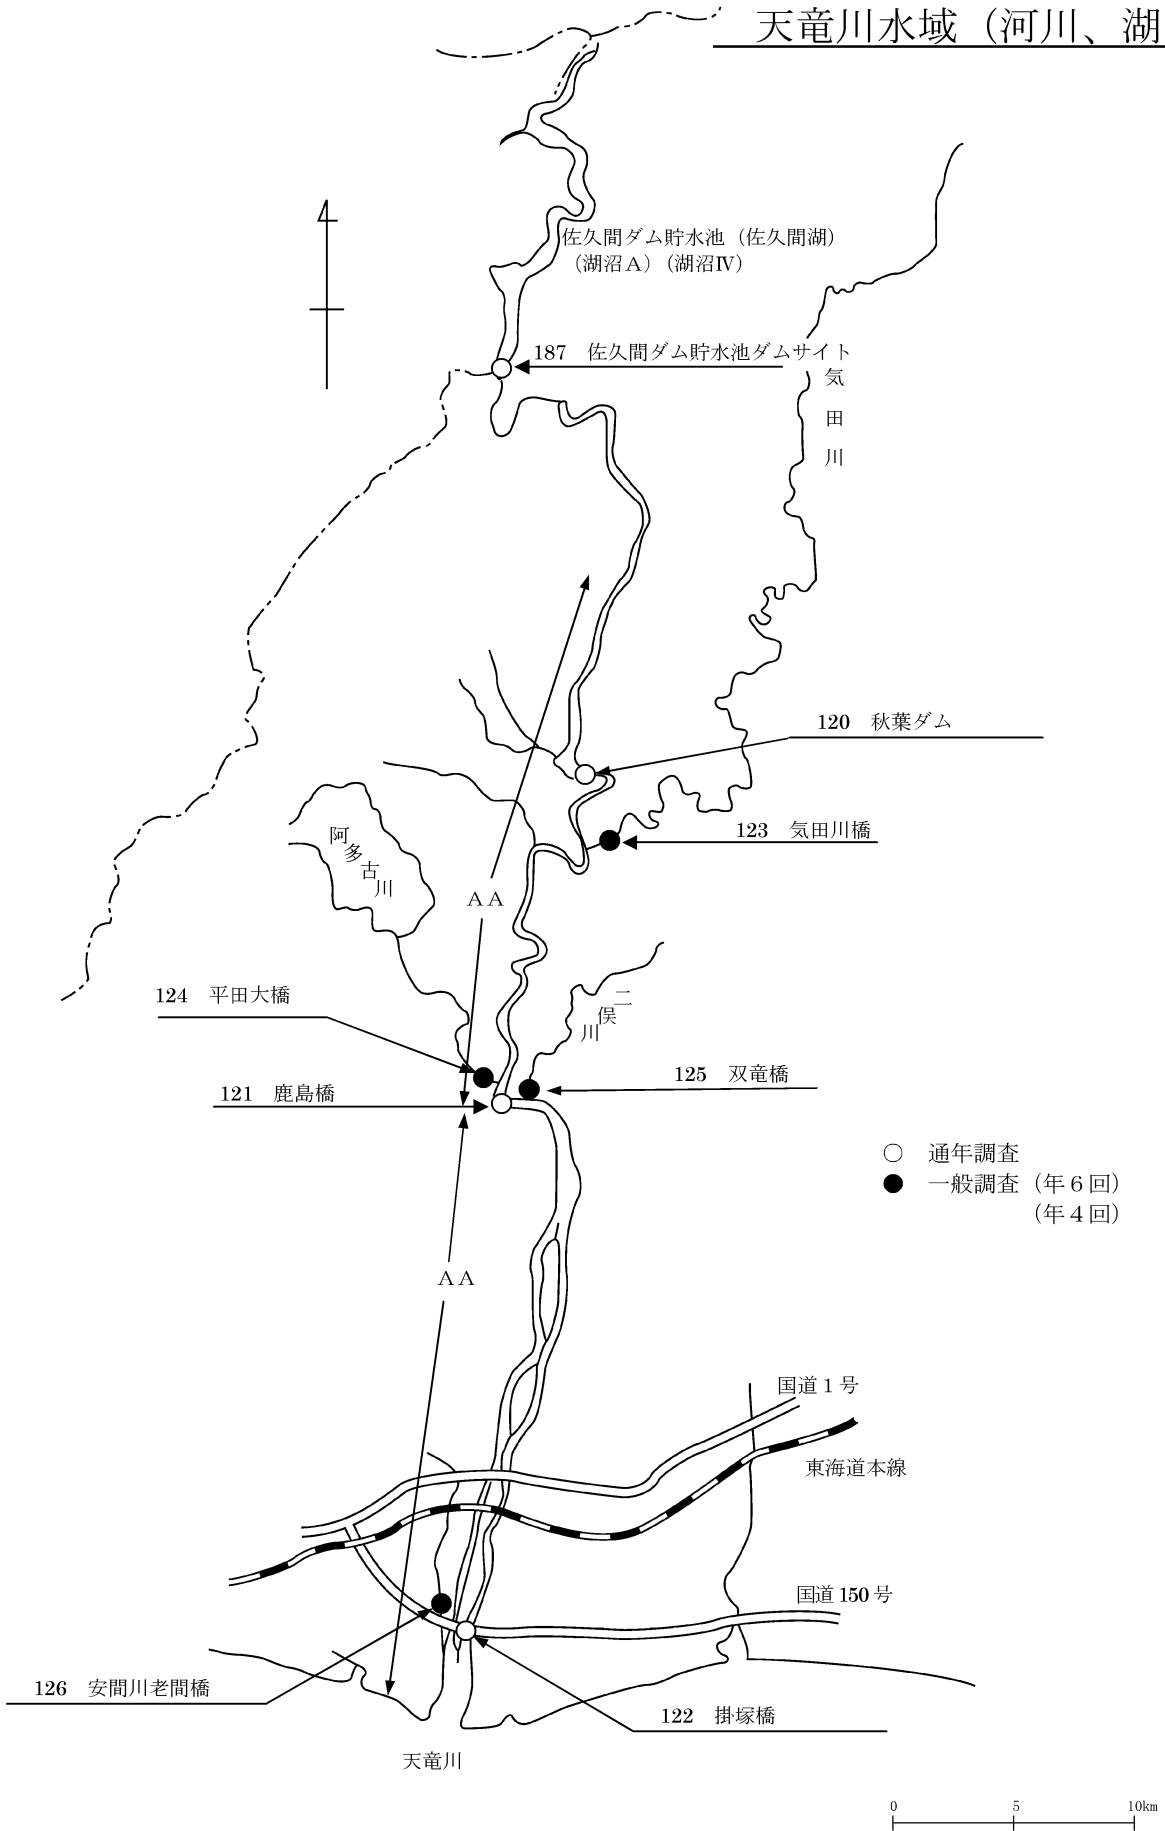 天竜川水域（河川、湖
佐久間ダム貯水池（佐久間湖）
（湖沼Ａ）（湖沼Ⅳ）
187　佐久間ダム貯水池ダムサイト
気田川
120　秋葉ダム
123　気田川橋
阿多古川
ＡＡ
二俣川
124　平田大橋
125　双竜橋
121　鹿島橋
○　通年調査
●　一般調査（年６回）
（年４回）
ＡＡ
国道１号
東海道本線
国道150号
126　安間川老間橋
122　掛塚橋
天竜川
0　5　10km